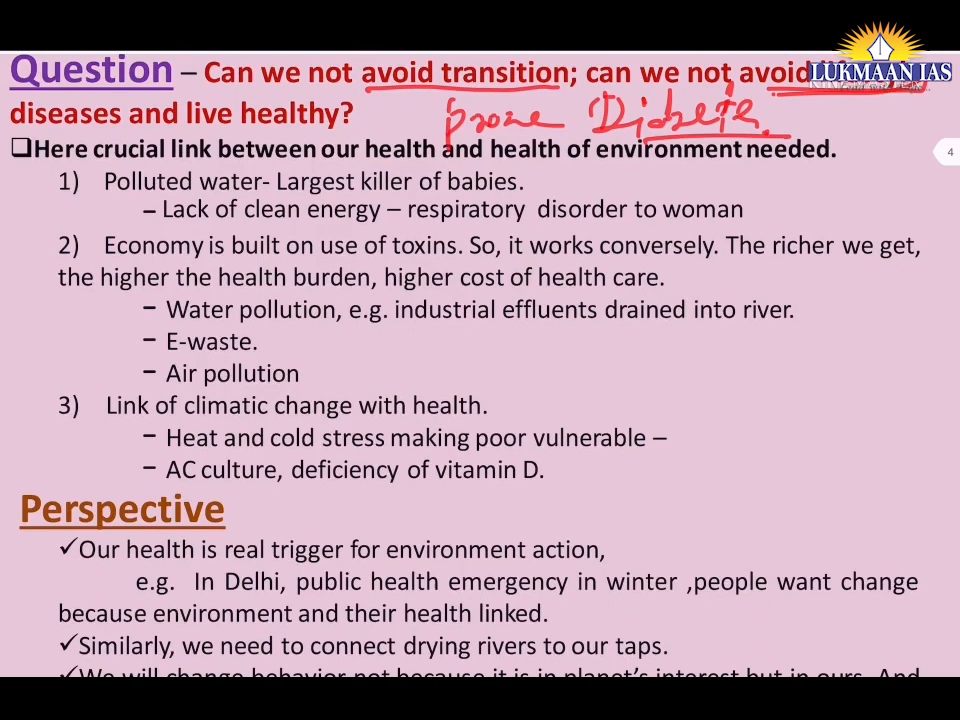 Question – Can we not avoid transition; can we not avoid
LUKMAAN IAS
diseases and live healthy?
prone Diabetic
❑Here crucial link between our health and health of environment needed.
4
1) Polluted water- Largest killer of babies.
– Lack of clean energy – respiratory disorder to woman
2) Economy is built on use of toxins. So, it works conversely. The richer we get,
the higher the health burden, higher cost of health care.
– Water pollution, e.g. industrial effluents drained into river.
– E-waste.
– Air pollution
3) Link of climatic change with health.
– Heat and cold stress making poor vulnerable –
– AC culture, deficiency of vitamin D.
Perspective
✓Our health is real trigger for environment action,
e.g. In Delhi, public health emergency in winter ,people want change
because environment and their health linked.
✓Similarly, we need to connect drying rivers to our taps.
✓We will change behavior not because it is in planet's interest but in ours. And